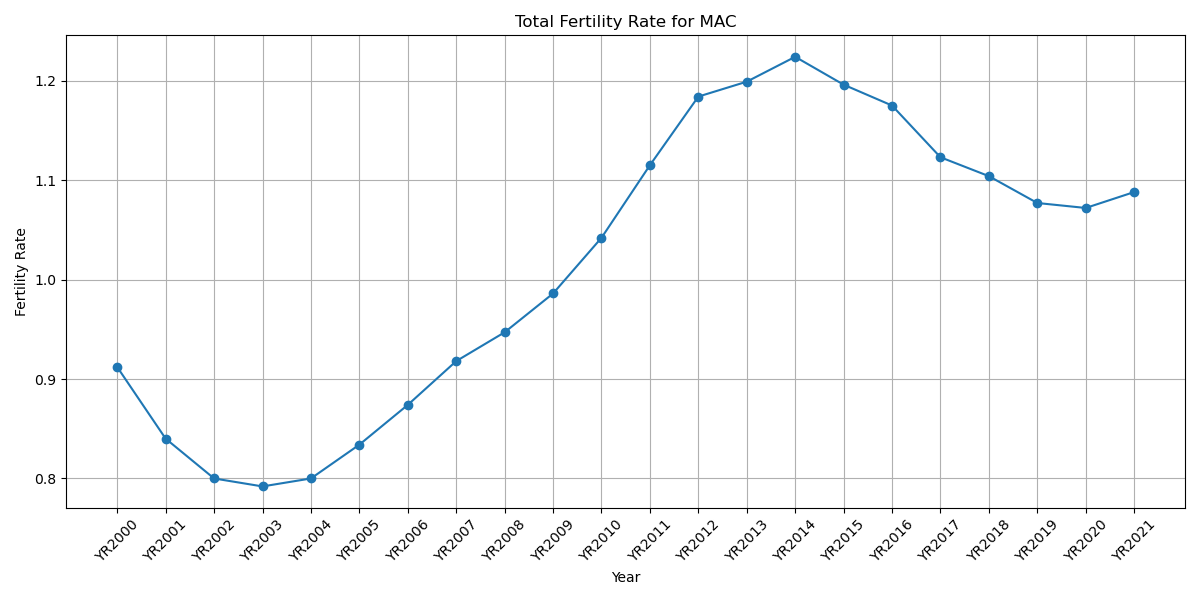 Total Fertility Rate for MAC
Fertility Rate
1.2
1.1
1.0
0.9
0.8
YR2000
YR2001
YR2002
YR2003
YR2004
YR2005
YR2006
YR2007
YR2008
YR2009
YR2010
YR2011
YR2012
YR2013
YR2014
YR2015
YR2016
YR2017
YR2018
YR2019
YR2020
YR2021
Year